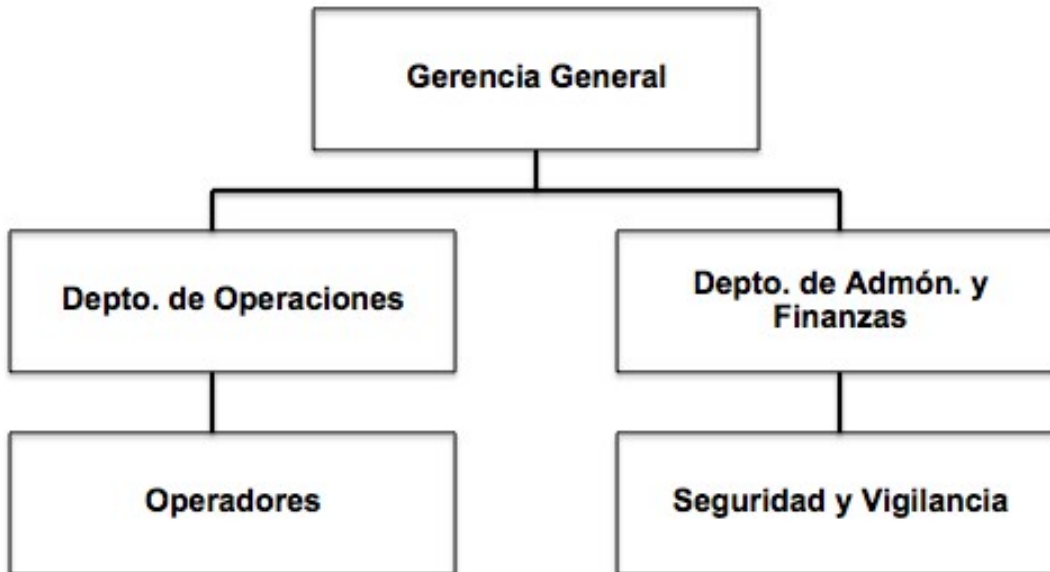 Gerencia General
Depto. de Operaciones
Depto. de Admón. y
Finanzas
Operadores
Seguridad y Vigilancia